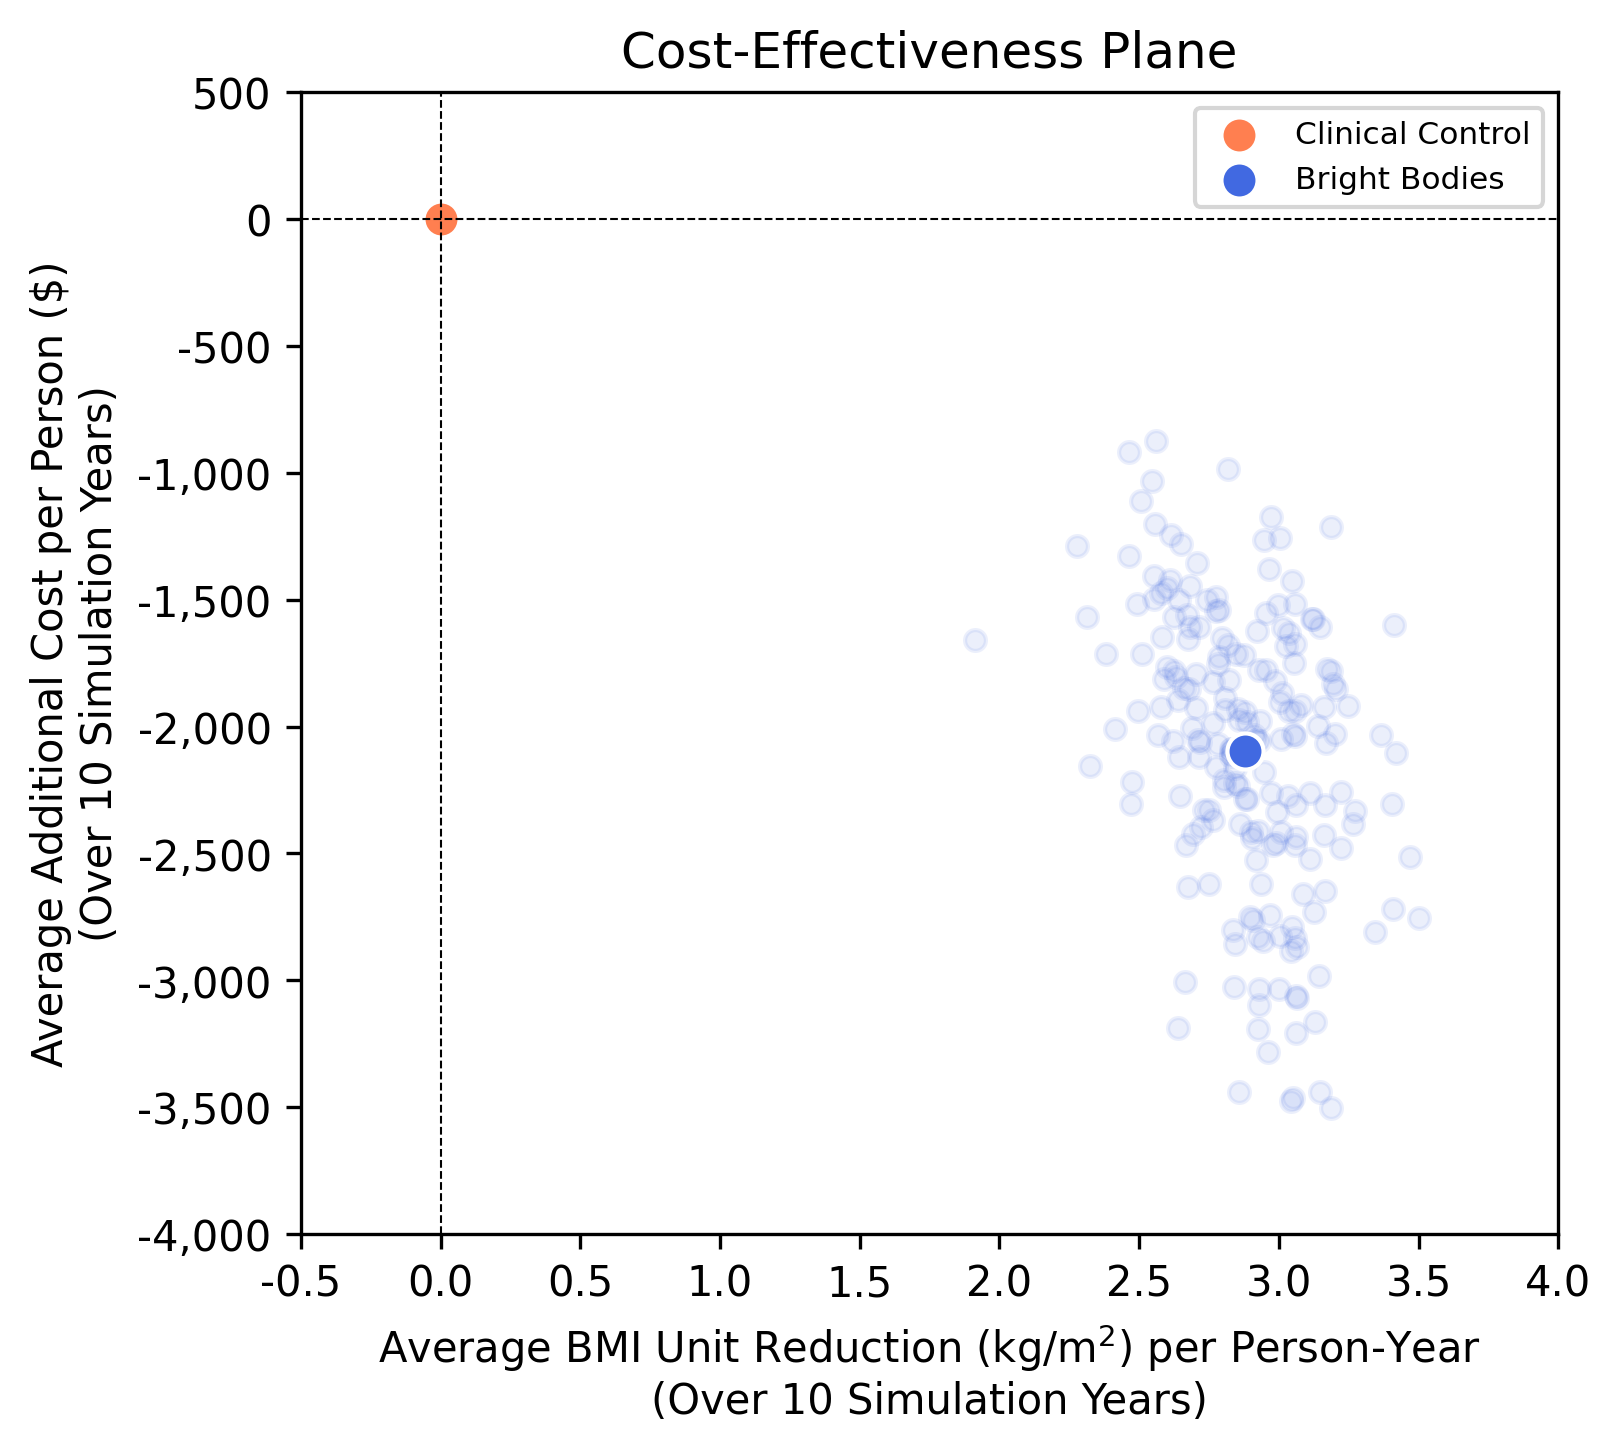 Cost-Effectiveness Plane
Clinical Control
Bright Bodies
500
0
-500
-1,000
-1,500
-2,000
-2,500
-3,000
-3,500
-4,000
Average Additional Cost per Person ($)
(Over 10 Simulation Years)
-0.5 0.0 0.5 1.0 1.5 2.0 2.5 3.0 3.5 4.0
Average BMI Unit Reduction (kg/m²) per Person-Year
(Over 10 Simulation Years)